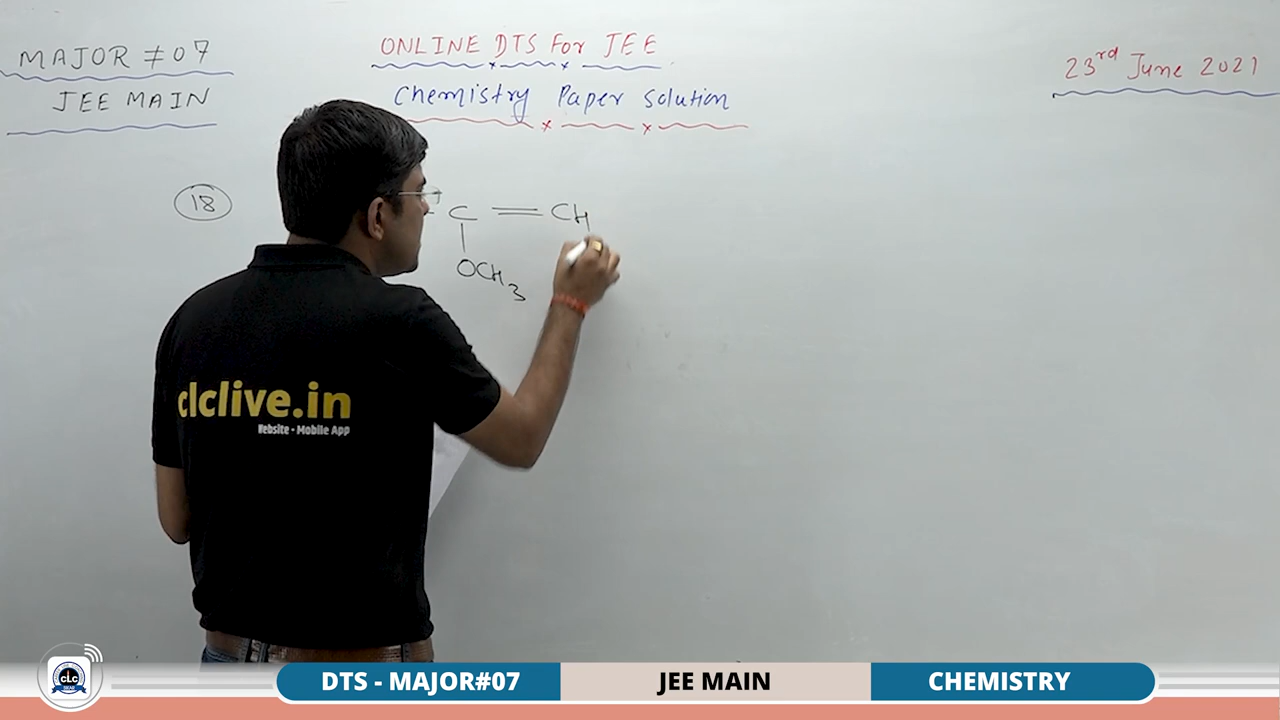 MAJOR # 07
JEE MAIN
ONLINE DTS For JEE
Chemistry Paper Solution
23rd June 2021
18
C = CH
OCH3
clclive.in
Website - Mobile App
CLC
DTS - MAJOR#07
JEE MAIN
CHEMISTRY